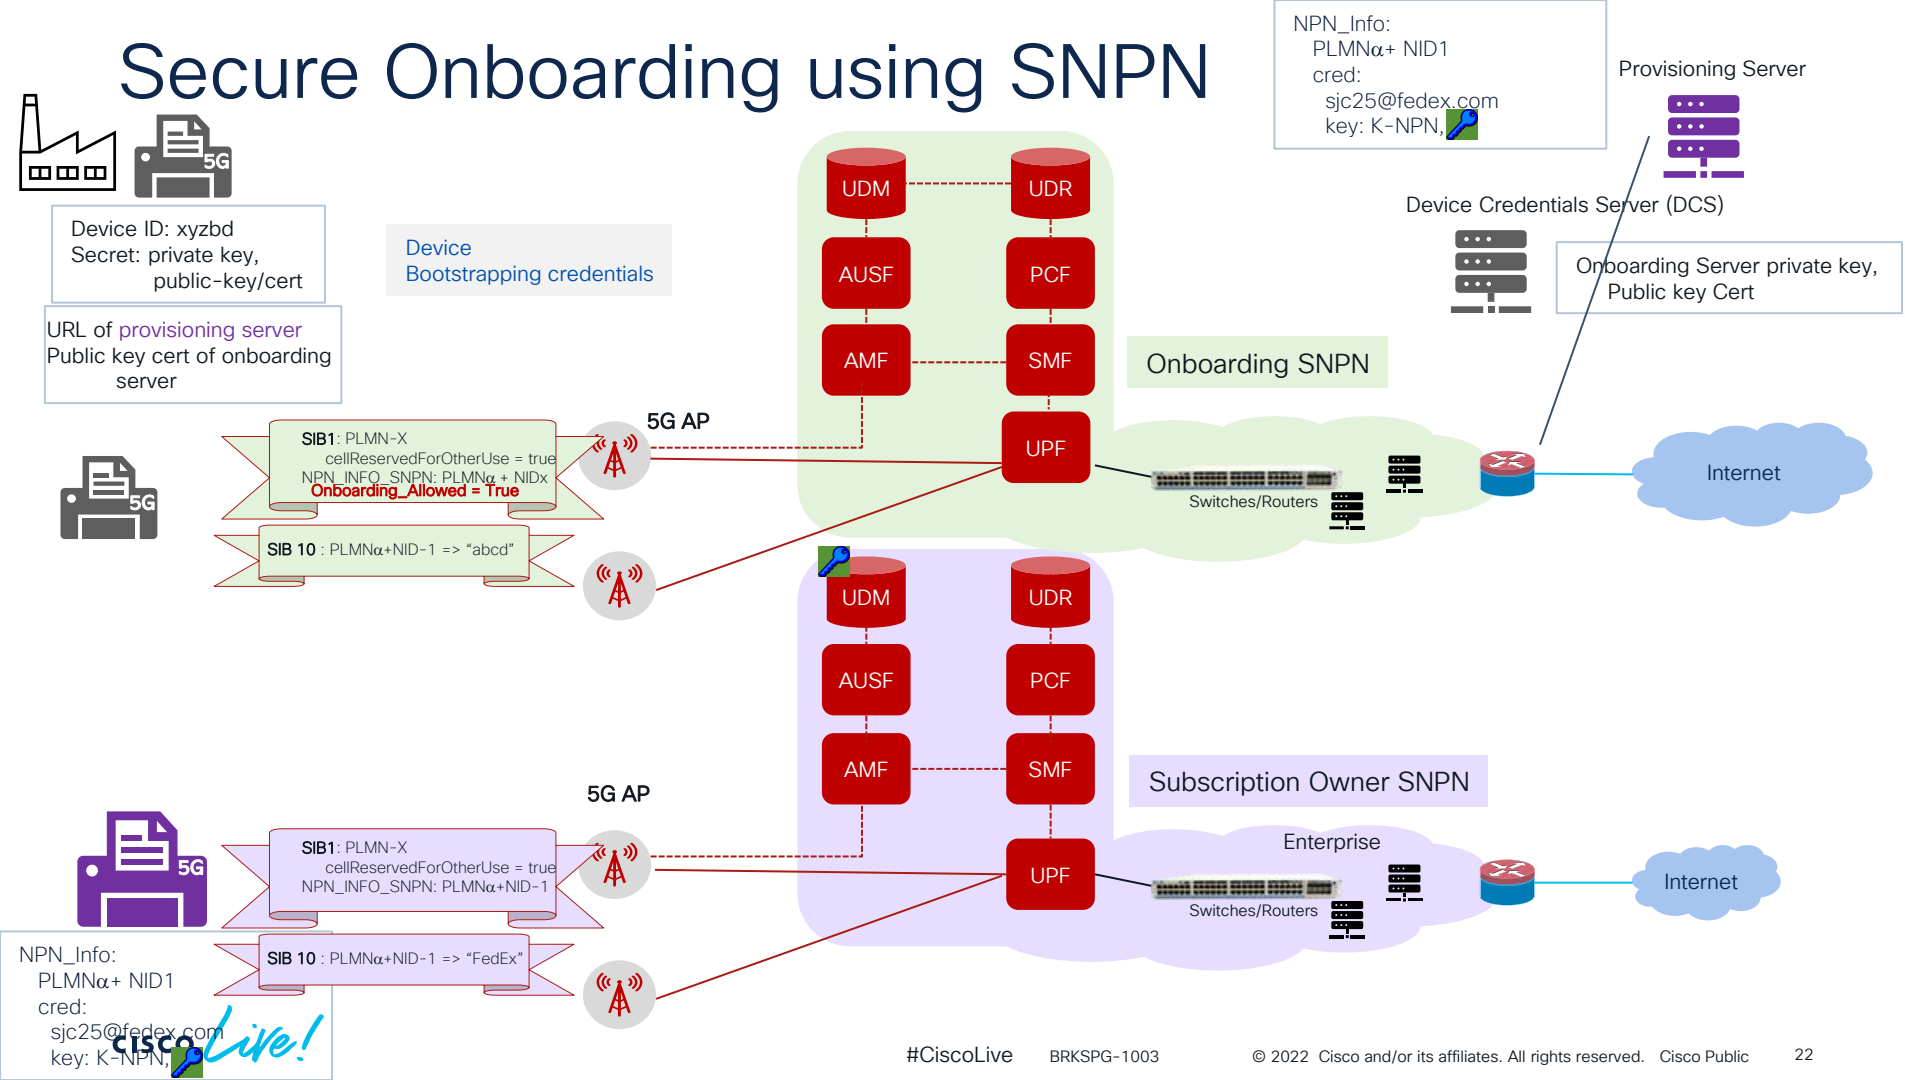 Secure Onboarding using SNPN
NPN_Info:
PLMNα+ NID1
cred:
sjc25@fedex.com
key: K-NPN,
Provisioning Server
5G
Device ID: xyzbd
Secret: private key,
public-key/cert
URL of provisioning server
Public key cert of onboarding
server
Device
Bootstrapping credentials
UDM
UDR
AUSF
PCF
AMF
SMF
UPF
Device Credentials Server (DCS)
Onboarding Server private key,
Public key Cert
Onboarding SNPN
5G AP
5G
SIB1: PLMN-X
cellReservedForOtherUse = true
NPN_INFO_SNPN: PLMNα + NIDx
Onboarding_Allowed = True
SIB 10 : PLMNα+NID-1 => “abcd”
Switches/Routers
Internet
UDM
UDR
AUSF
PCF
AMF
SMF
UPF
Subscription Owner SNPN
5G AP
5G
SIB1: PLMN-X
cellReservedForOtherUse = true
NPN_INFO_SNPN: PLMNα+NID-1
SIB 10 : PLMNα+NID-1 => “FedEx”
Enterprise
Switches/Routers
Internet
NPN_Info:
PLMNα+ NID1
cred:
sjc25@fedex.com
key: K-NPN,
CISCO Live!
#CiscoLive
BRKSPG-1003
© 2022 Cisco and/or its affiliates. All rights reserved. Cisco Public
22